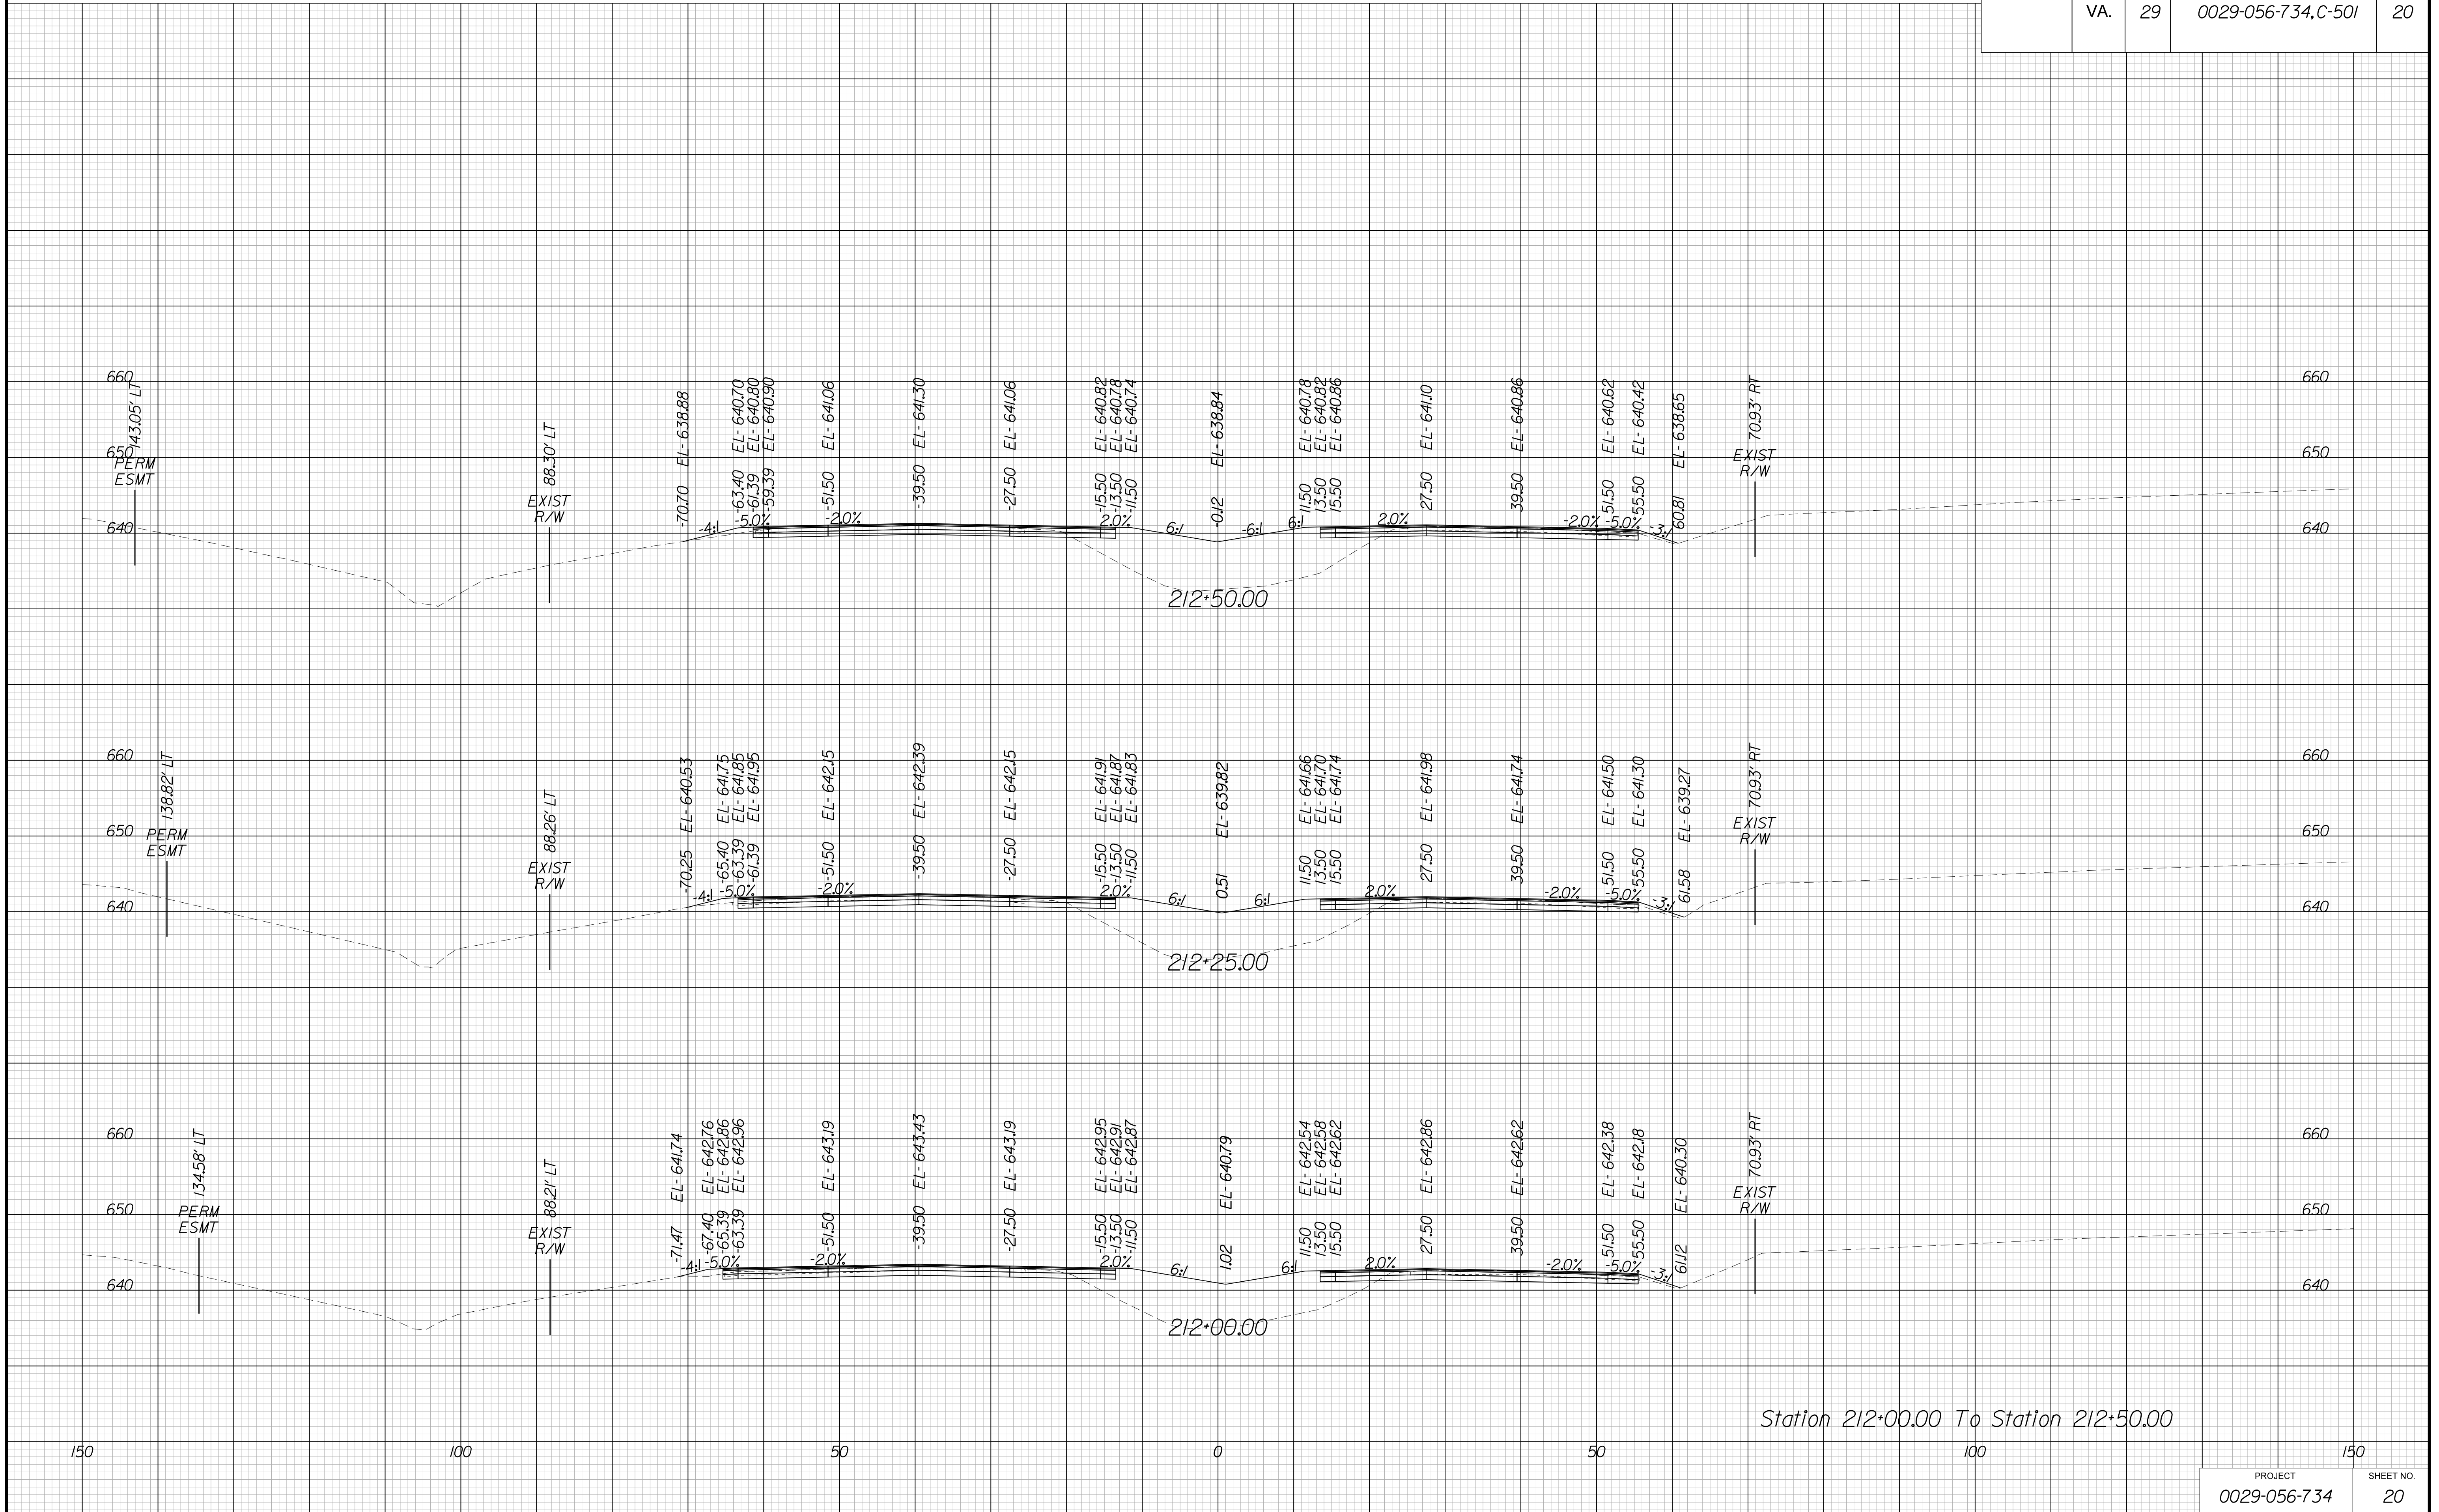 VA. 29 0029-056-734, C-501 20
660 660
650 650
640 640
143.05' LT
PERM
ESMT
88.30' LT
EXIST
R/W
-70.70 EL- 638.88
-63.40 EL- 640.70
-61.39 EL- 640.80
-59.39 EL- 640.90
-51.50 EL- 641.06
-39.50 EL- 641.30
-27.50 EL- 641.06
-15.50 EL- 640.82
-13.50 EL- 640.78
-11.50 EL- 640.74
-0.12 EL- 638.84
11.50 EL- 640.78
13.50 EL- 640.82
15.50 EL- 640.86
27.50 EL- 641.10
39.50 EL- 640.86
51.50 EL- 640.62
55.50 EL- 640.42
60.81 EL- 638.65
70.93' RT
EXIST
R/W
-4:1 -5.0% -2.0% 2.0% 6:1 -6:1 6:1 2.0% -2.0% -5.0% -3:1
212+50.00
660 660
650 650
640 640
138.82' LT
PERM
ESMT
88.26' LT
EXIST
R/W
-70.25 EL- 640.53
-65.40 EL- 641.75
-63.39 EL- 641.85
-61.39 EL- 641.95
-51.50 EL- 642.15
-39.50 EL- 642.39
-27.50 EL- 642.15
-15.50 EL- 641.91
-13.50 EL- 641.87
-11.50 EL- 641.83
0.51 EL- 639.82
11.50 EL- 641.66
13.50 EL- 641.70
15.50 EL- 641.74
27.50 EL- 641.98
39.50 EL- 641.74
51.50 EL- 641.50
55.50 EL- 641.30
61.58 EL- 639.27
70.93' RT
EXIST
R/W
-4:1 -5.0% -2.0% 2.0% 6:1 6:1 2.0% -2.0% -5.0% -3:1
212+25.00
660 660
650 650
640 640
134.58' LT
PERM
ESMT
88.21' LT
EXIST
R/W
-71.47 EL- 641.74
-67.40 EL- 642.76
-65.39 EL- 642.86
-63.39 EL- 642.96
-51.50 EL- 643.19
-39.50 EL- 643.43
-27.50 EL- 643.19
-15.50 EL- 642.95
-13.50 EL- 642.91
-11.50 EL- 642.87
1.02 EL- 640.79
11.50 EL- 642.54
13.50 EL- 642.58
15.50 EL- 642.62
27.50 EL- 642.86
39.50 EL- 642.62
51.50 EL- 642.38
55.50 EL- 642.18
61.12 EL- 640.30
70.93' RT
EXIST
R/W
-4:1 -5.0% -2.0% 2.0% 6:1 6:1 2.0% -2.0% -5.0% -3:1
212+00.00
Station 212+00.00 To Station 212+50.00
150 100 50 0 50 100 150
PROJECT SHEET NO.
0029-056-734 20